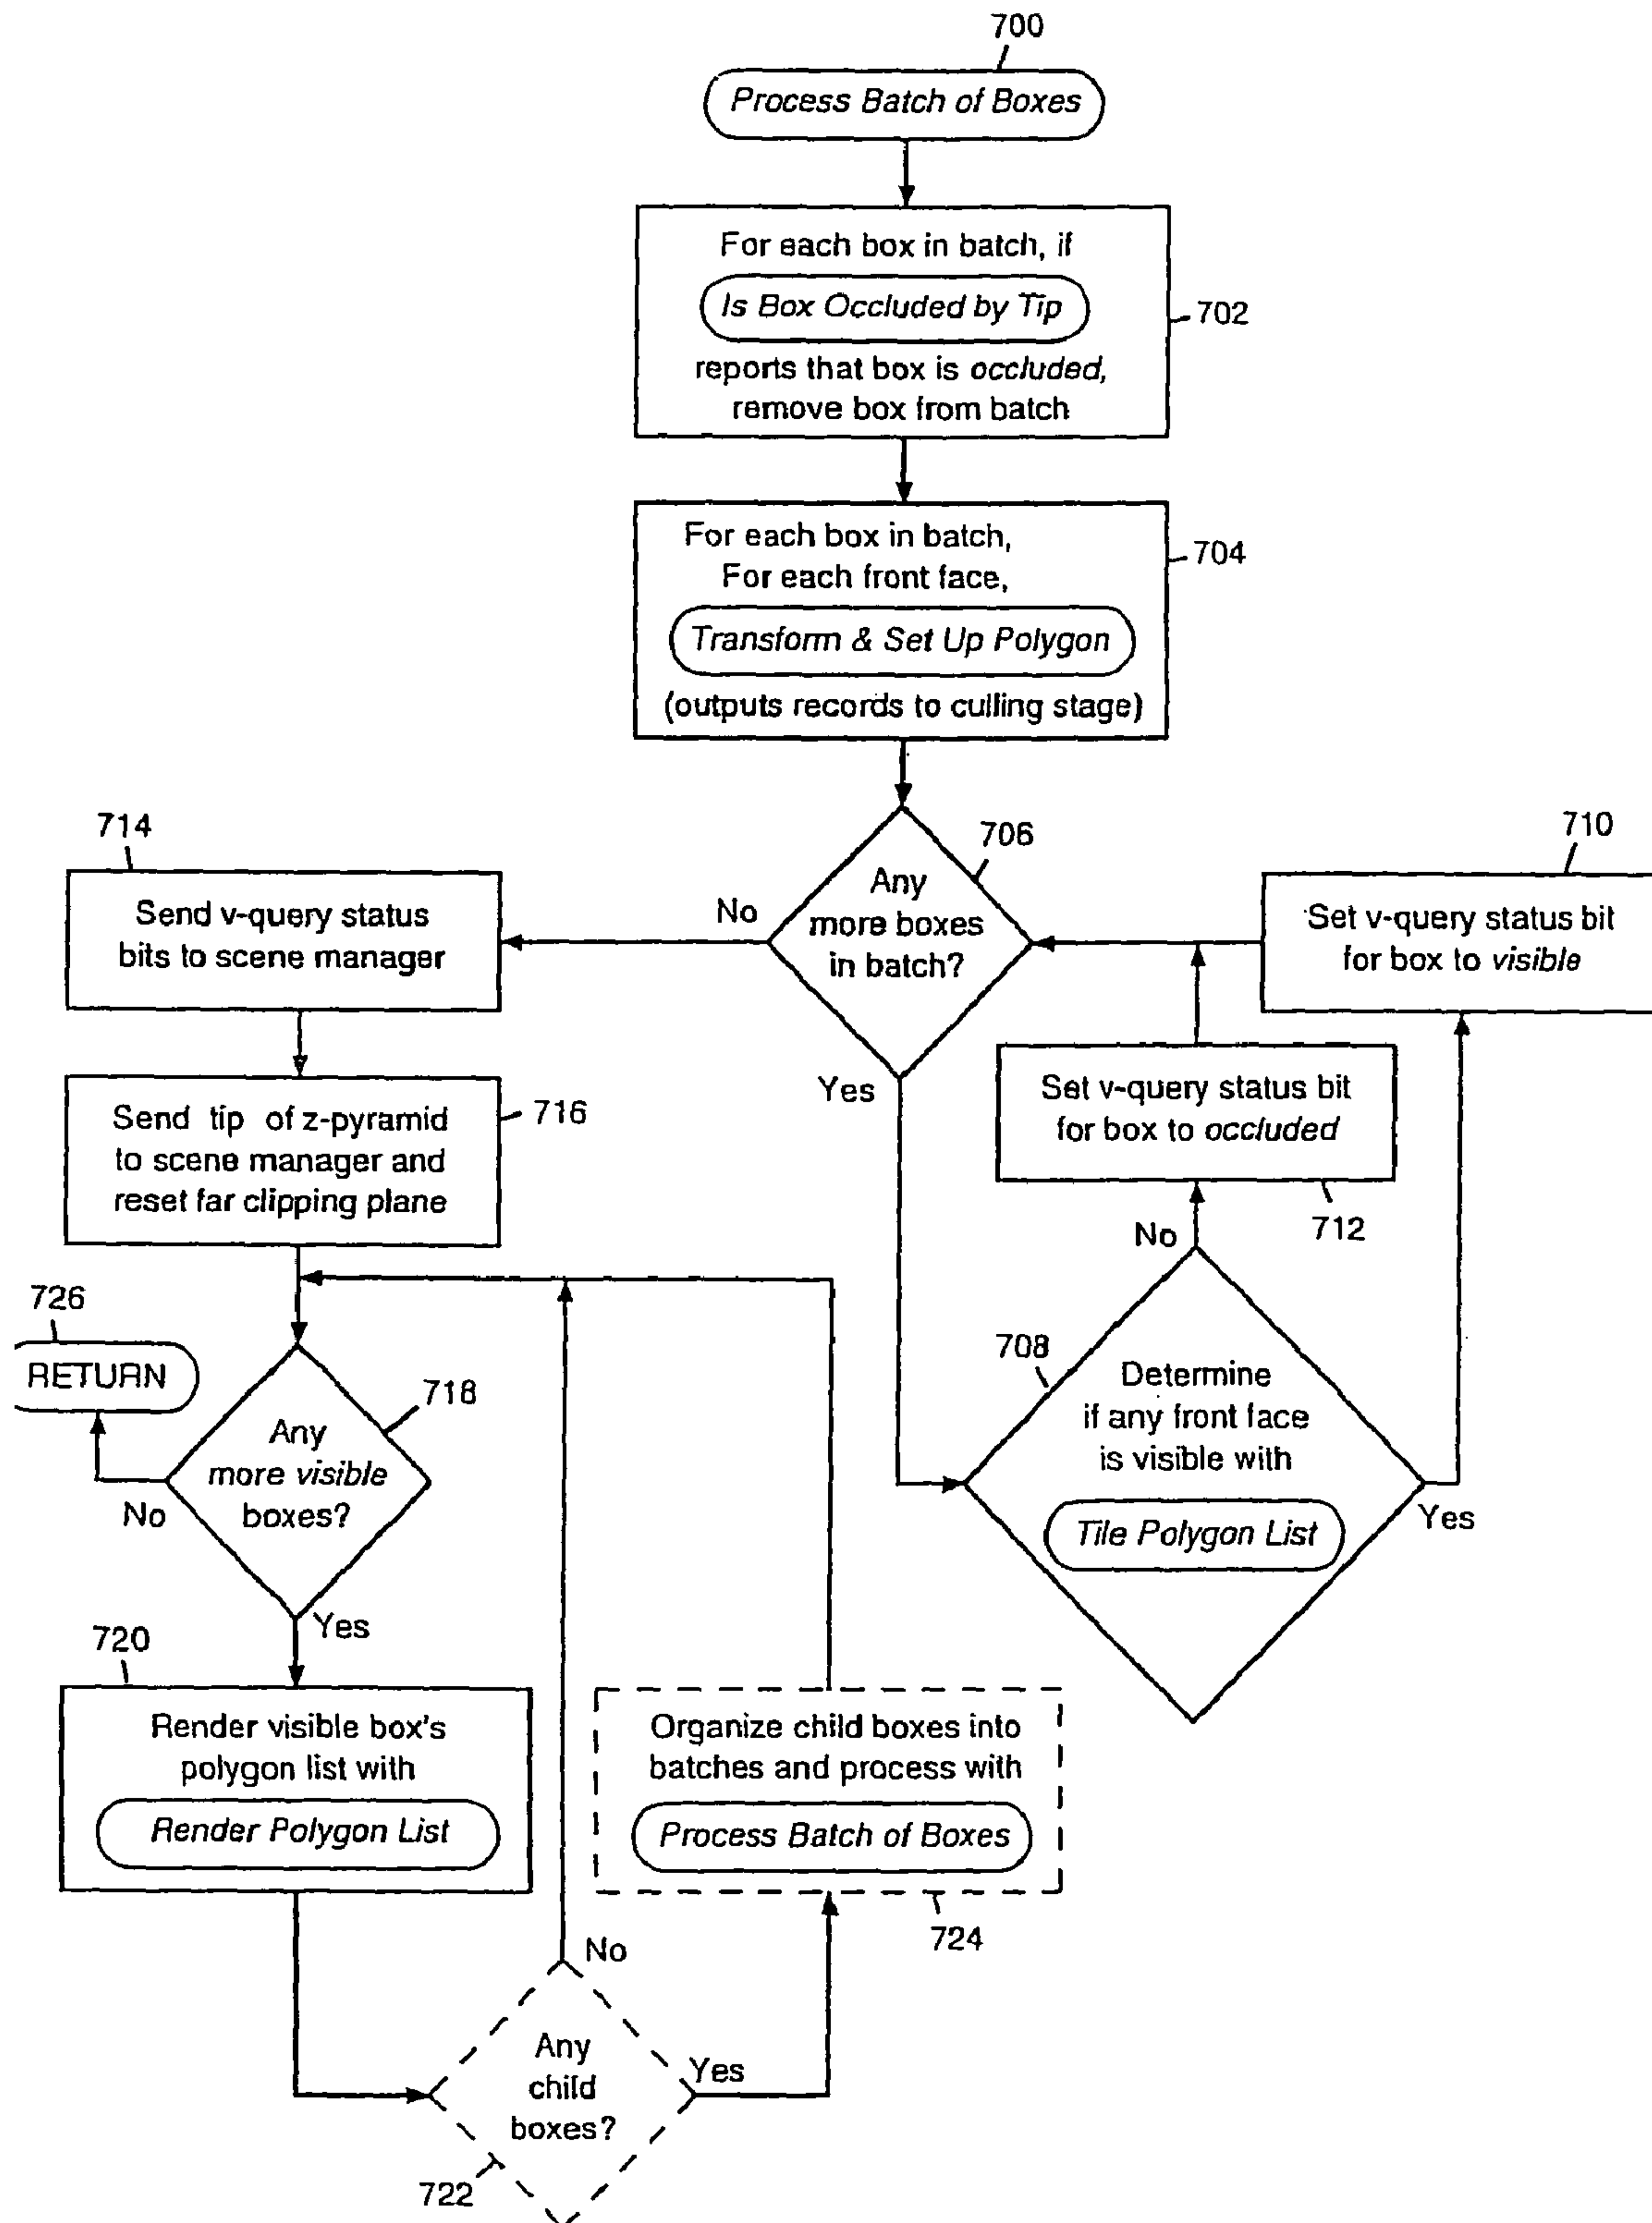 700
Process Batch of Boxes
For each box in batch, if
Is Box Occluded by Tip
reports that box is occluded,
remove box from batch
702
For each box in batch,
For each front face,
Transform & Set Up Polygon
(outputs records to culling stage)
704
706
Any
more boxes
in batch?
No
Yes
714
Send v-query status
bits to scene manager
710
Set v-query status bit
for box to visible
Set v-query status bit
for box to occluded
712
Send tip of z-pyramid
to scene manager and
reset far clipping plane
716
No
708
Determine
if any front face
is visible with
Tile Polygon List
Yes
726
RETURN
718
Any
more visible
boxes?
No
Yes
720
Render visible box's
polygon list with
Render Polygon List
Organize child boxes into
batches and process with
Process Batch of Boxes
724
No
Any
child
boxes?
Yes
722